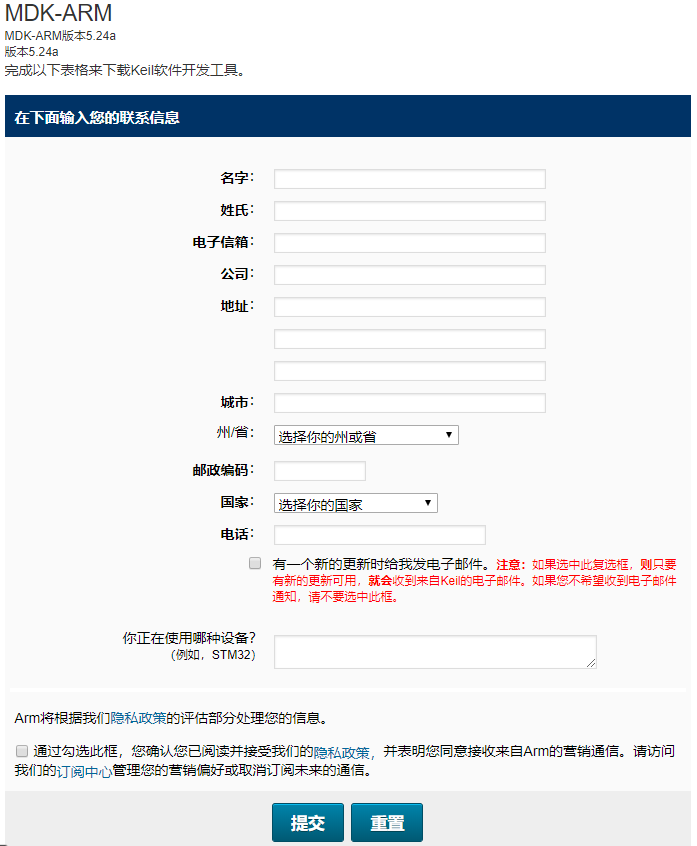 MDK-ARM
MDK-ARM版本5.24a
版本5.24a
完成以下表格来下载Keil软件开发工具。
在下面输入您的联系信息
名字：
姓氏：
电子信箱：
公司：
地址：
城市：
州/省： 选择你的州或省
邮政编码：
国家： 选择你的国家
电话：
有一个新的更新时给我发电子邮件。注意：如果选中此复选框，则只要
有新的更新可用，就会收到来自Keil的电子邮件。如果您不希望收到电子邮件
通知，请不要选中此框。
你正在使用哪种设备？
（例如，STM32）
Arm将根据我们隐私政策的评估部分处理您的信息。
通过勾选此框，您确认您已阅读并接受我们的隐私政策，并表明您同意接收来自Arm的营销通信。请访问
我们的订阅中心管理您的营销偏好或取消订阅未来的通信。
提交 重置